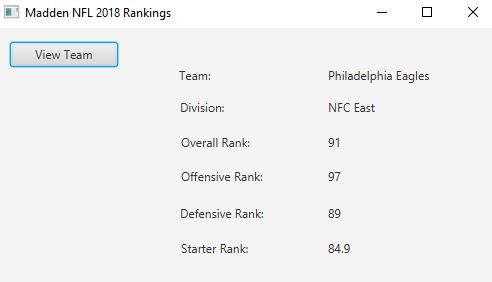 Madden NFL 2018 Rankings
View Team
Team: Philadelphia Eagles
Division: NFC East
Overall Rank: 91
Offensive Rank: 97
Defensive Rank: 89
Starter Rank: 84.9